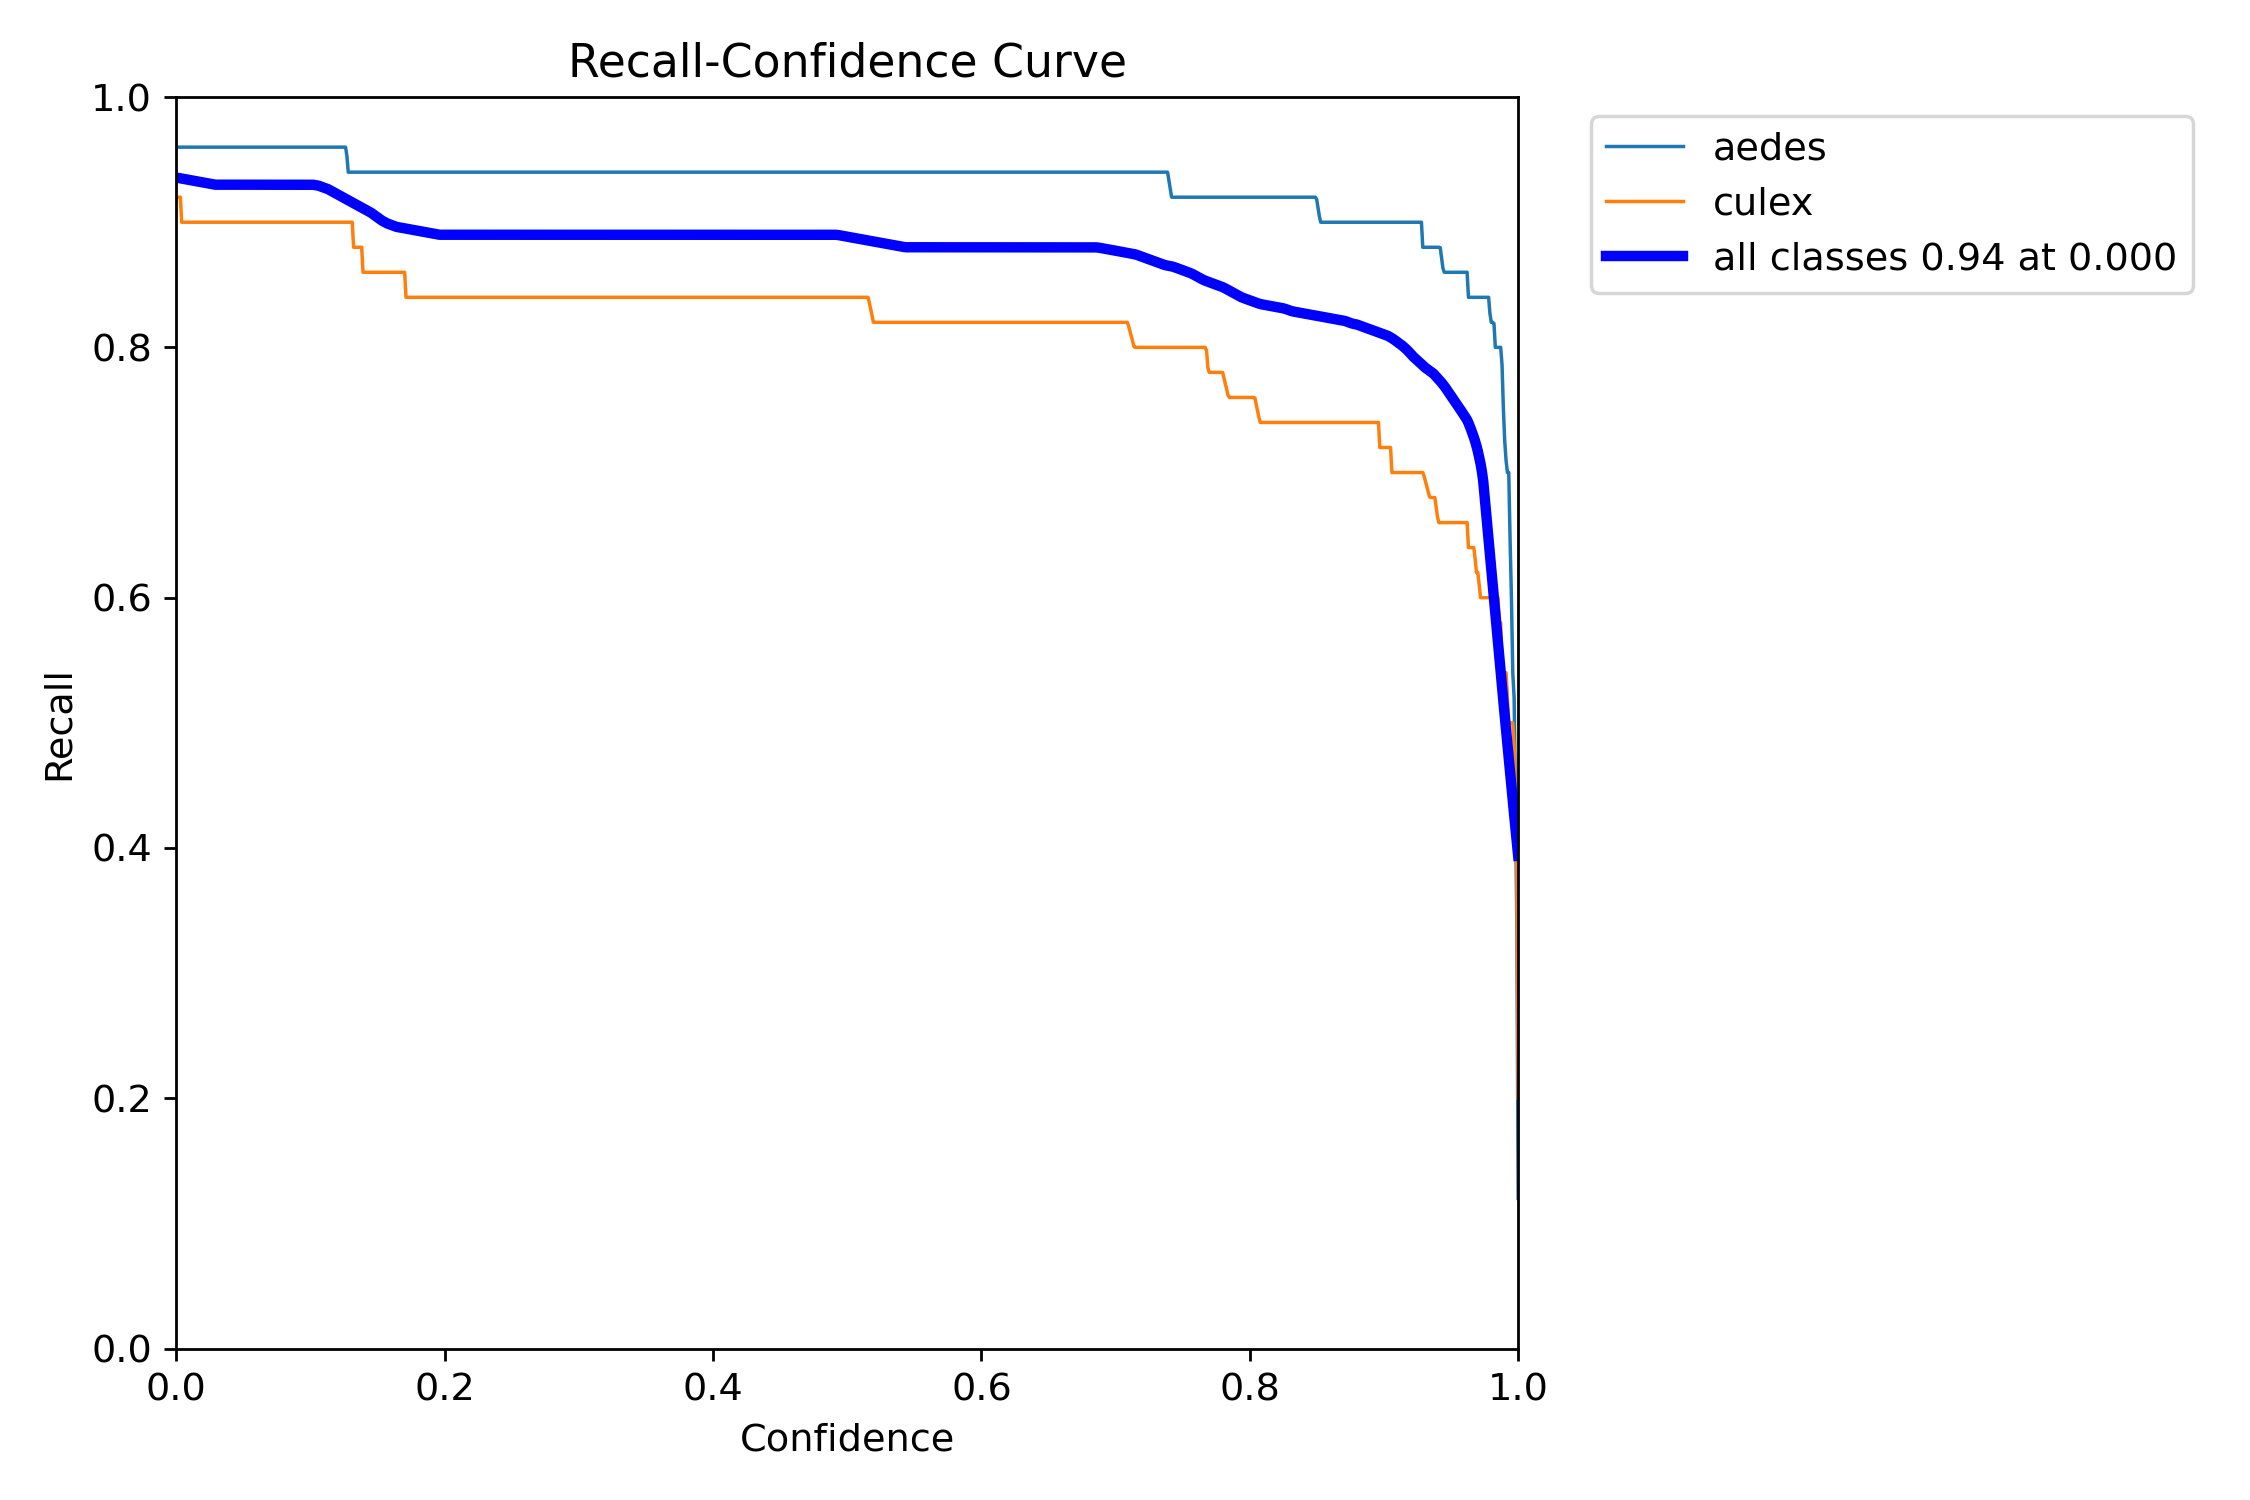 Recall-Confidence Curve
1.0
0.8
0.6
0.4
0.2
0.0
Recall
0.0 0.2 0.4 0.6 0.8 1.0
Confidence
aedes
culex
all classes 0.94 at 0.000